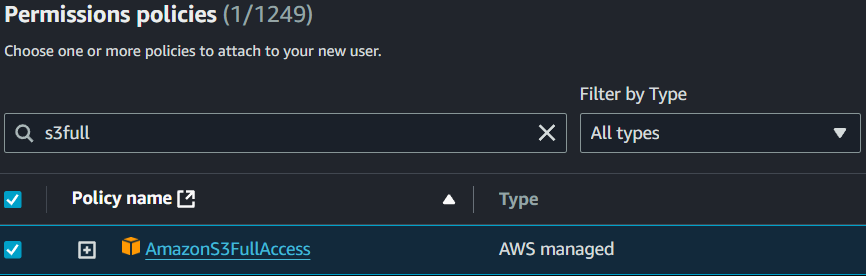 Permissions policies (1/1249)
Choose one or more policies to attach to your new user.
Filter by Type
s3full
All types
Policy name
Type
AmazonS3FullAccess
AWS managed